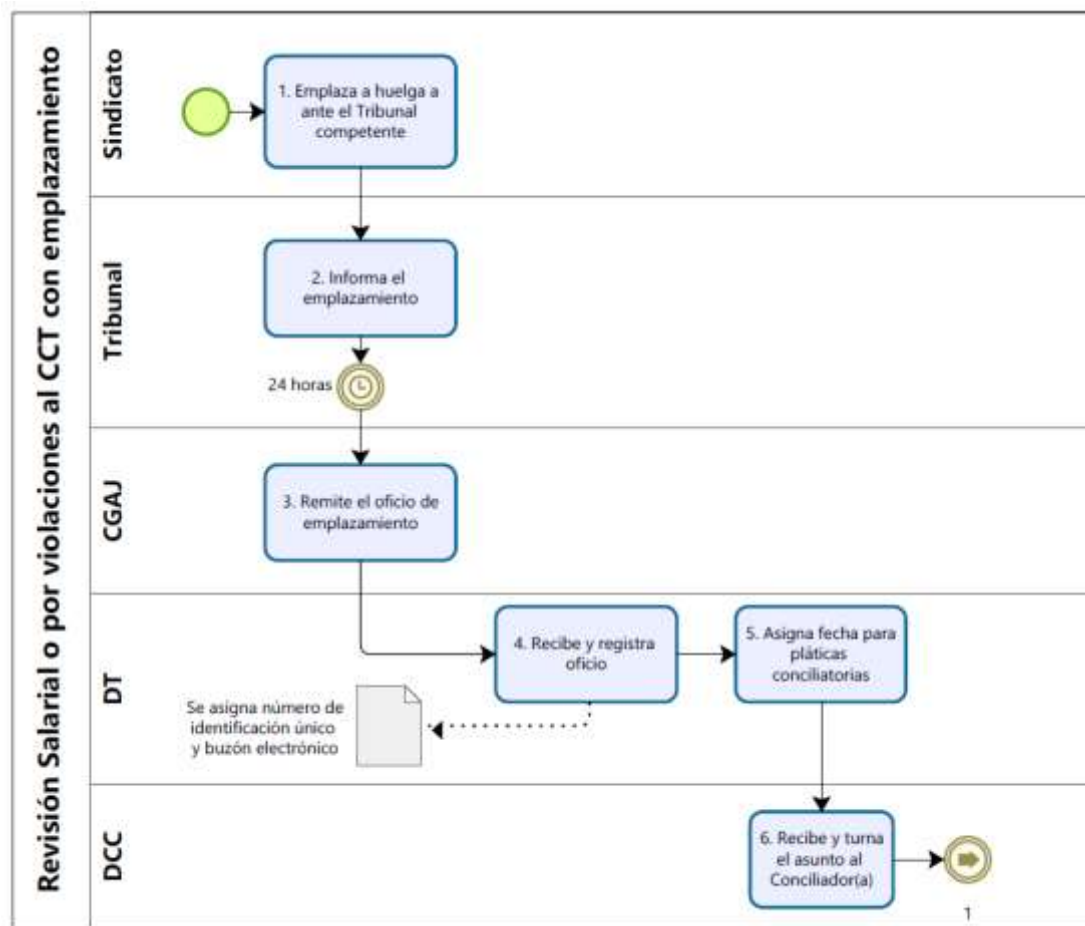 Revisión Salarial o por violaciones al CCT con emplazamiento
Sindicato
1. Emplaza a huelga a
ante el Tribunal
competente
Tribunal
2. Informa el
emplazamiento
24 horas
CGAJ
3. Remite el oficio de
emplazamiento
DT
4. Recibe y registra
oficio
5. Asigna fecha para
pláticas
conciliatorias
Se asigna número de
identificación único
y buzón electrónico
DCC
6. Recibe y turna
el asunto al
Conciliador(a)
1